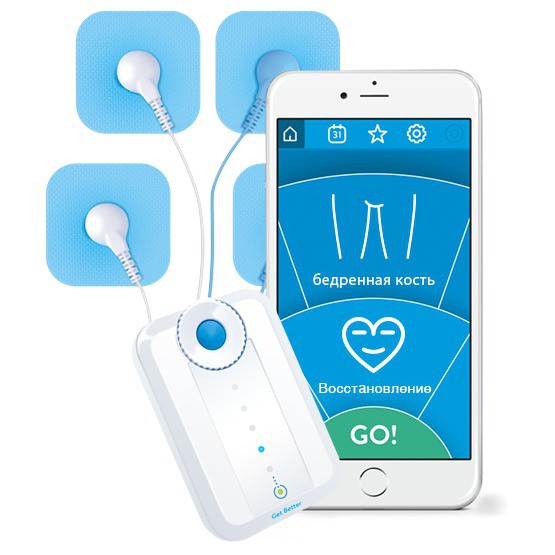 31
бедренная кость
Восстановление
GO!
Get Better